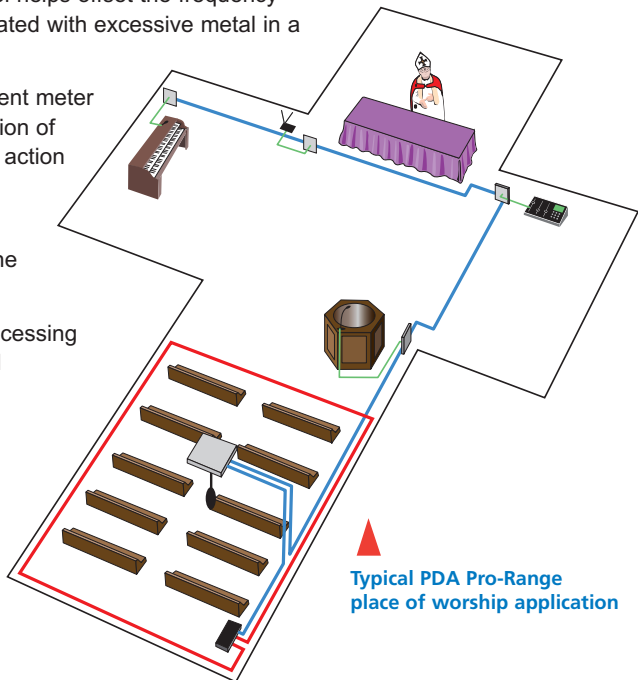 helps offset the frequency
ated with excessive metal in a
ent meter
ion of
action
ne
cessing
Typical PDA Pro-Range
place of worship application